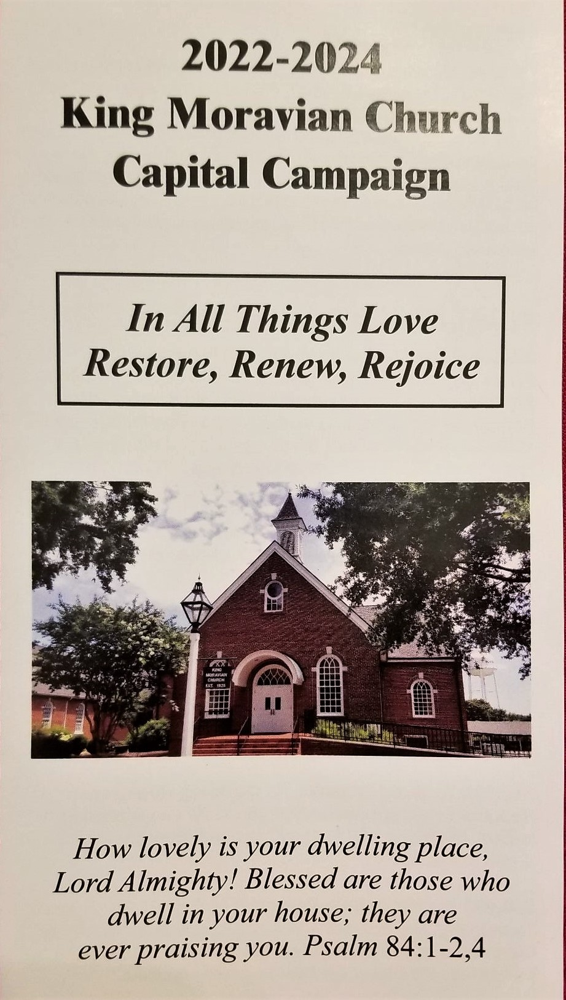 2022-2024
King Moravian Church
Capital Campaign
In All Things Love
Restore, Renew, Rejoice
KING
MORAVIAN
CHURCH
EST. 1925
How lovely is your dwelling place,
Lord Almighty! Blessed are those who
dwell in your house; they are
ever praising you. Psalm 84:1-2,4